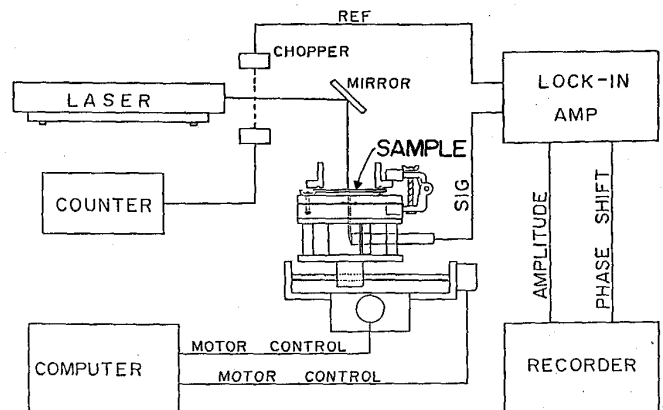 REF
CHOPPER
MIRROR
LASER
LOCK-IN
AMP
SAMPLE
COUNTER
SIG
AMPLITUDE
PHASE SHIFT
MOTOR CONTROL
COMPUTER
MOTOR CONTROL
RECORDER